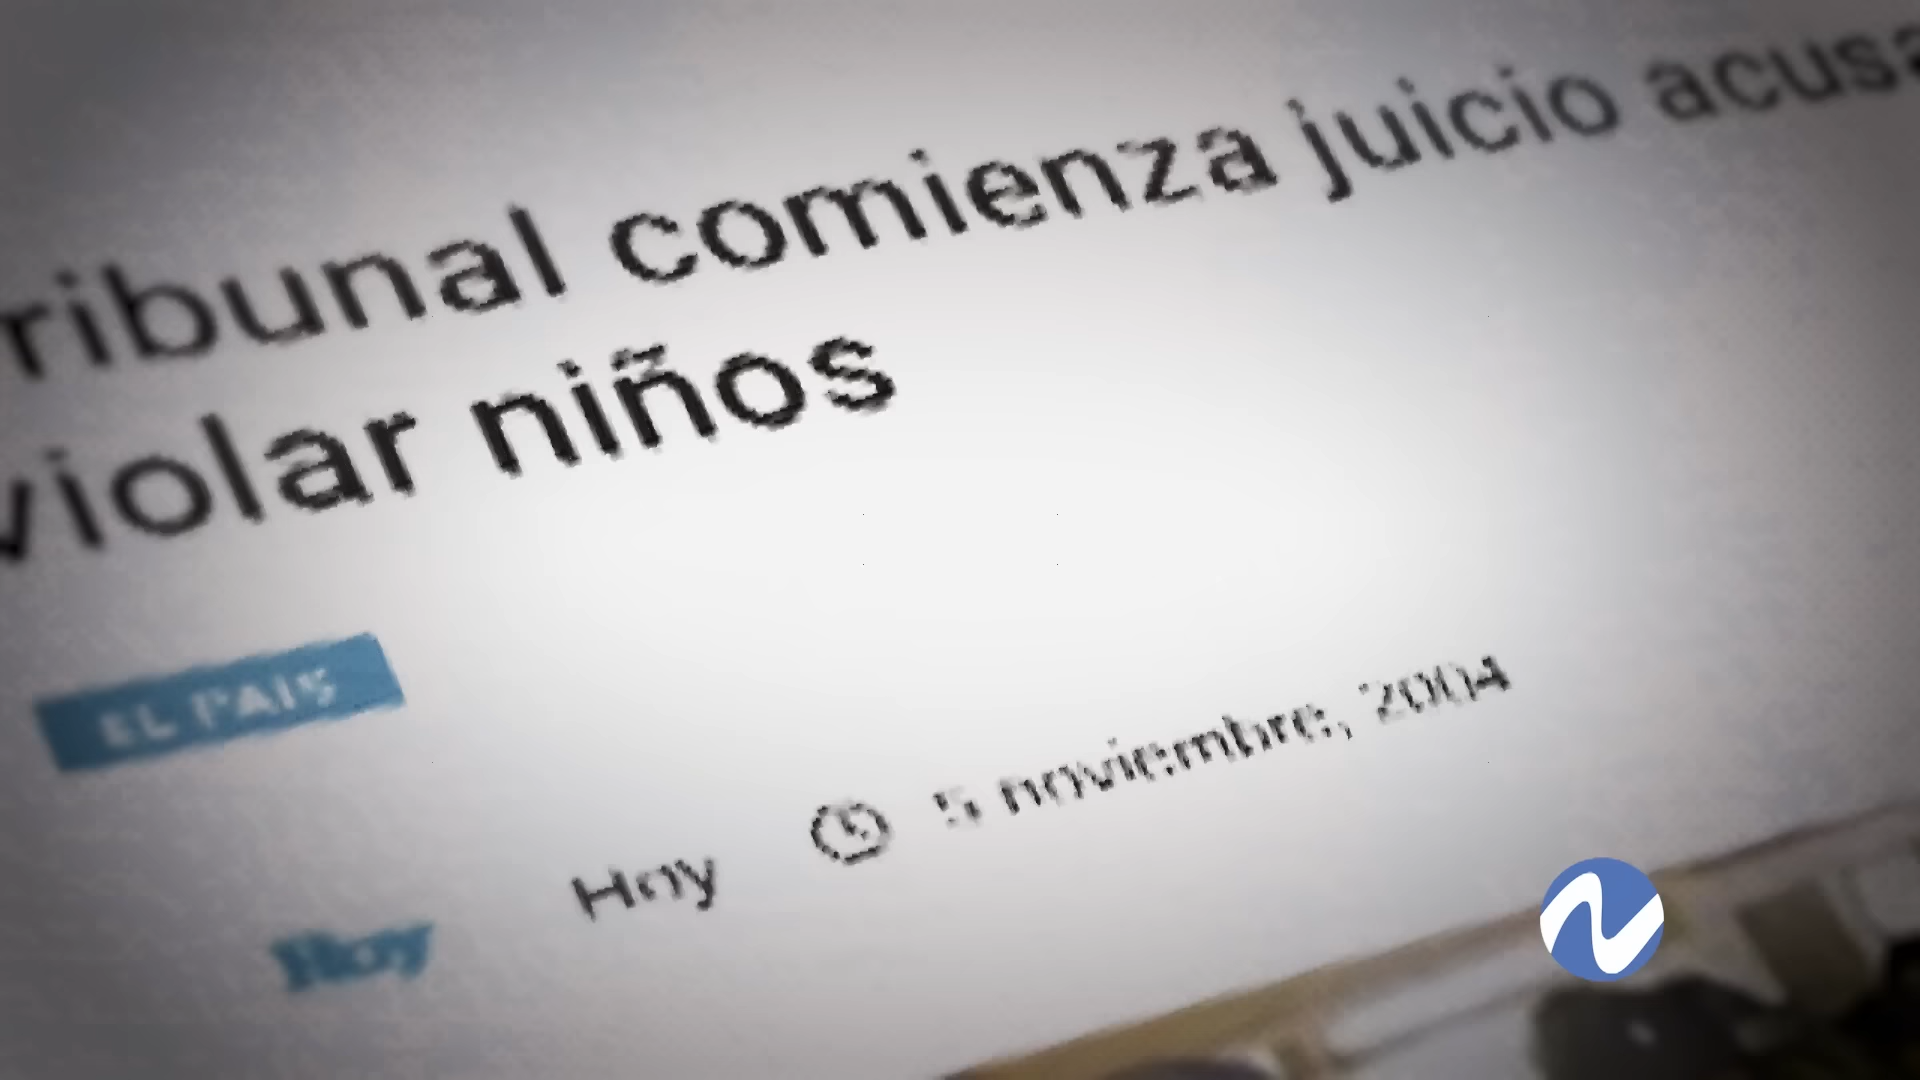 ribunal comienza juicio acusa
violar niños
EL PAIS
Hoy
Hoy
5 noviembre, 2004